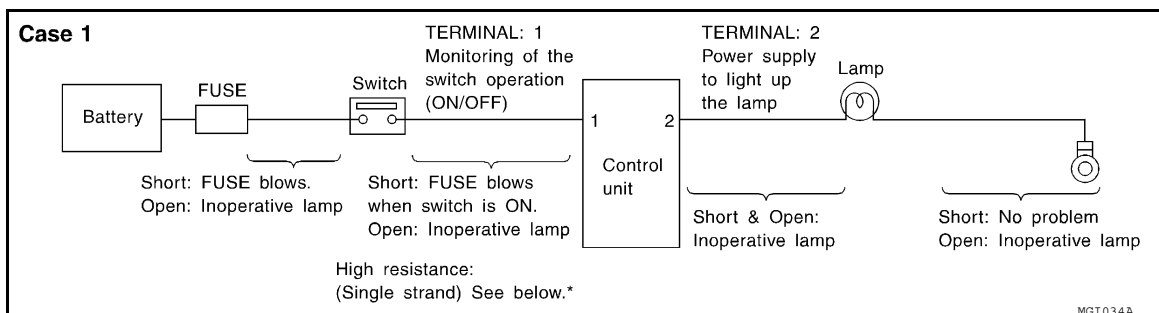 Case 1
TERMINAL: 1
Monitoring of the
switch operation
(ON/OFF)
TERMINAL: 2
Power supply
to light up
the lamp
Lamp
Battery
FUSE
Switch
1
2
Control
unit
Short: FUSE blows.
Open: Inoperative lamp
Short: FUSE blows
when switch is ON.
Open: Inoperative lamp
High resistance:
(Single strand) See below.*
Short & Open:
Inoperative lamp
Short: No problem
Open: Inoperative lamp
MGI034A